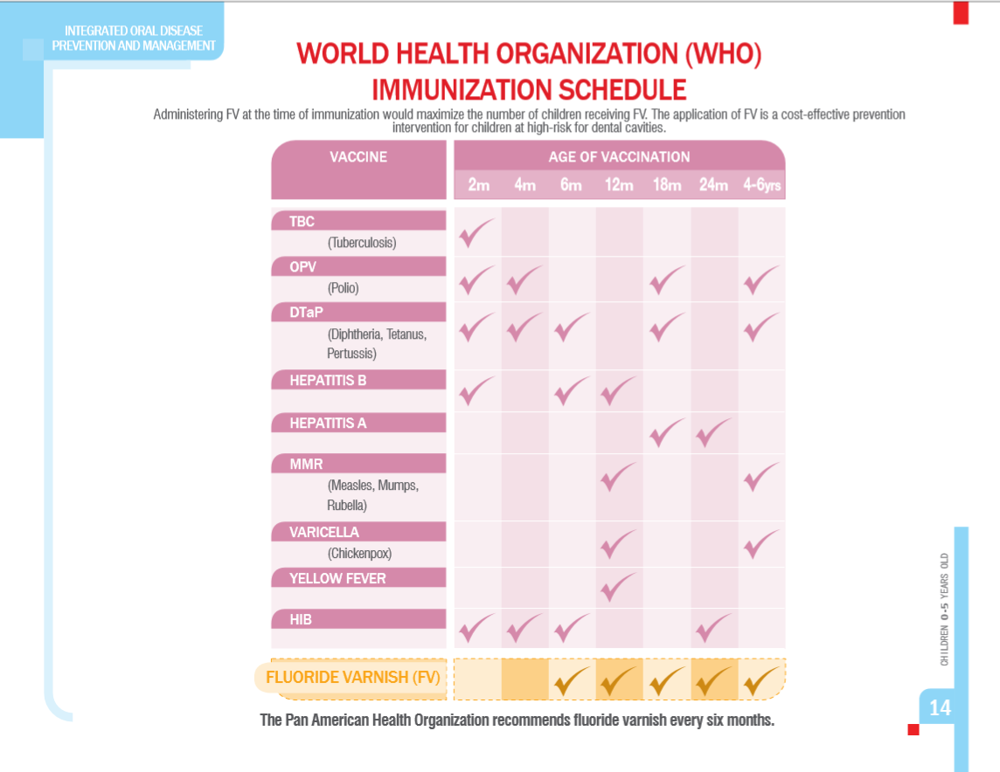 INTEGRATED ORAL DISEASE
PREVENTION AND MANAGEMENT
WORLD HEALTH ORGANIZATION (WHO)
IMMUNIZATION SCHEDULE
Administering FV at the time of immunization would maximize the number of children receiving FV. The application of FV is a cost-effective prevention
intervention for children at high-risk for dental cavities.
VACCINE
AGE OF VACCINATION
2m 4m 6m 12m 18m 24m 4-6yrs
TBC
(Tuberculosis)
OPV
(Polio)
DTaP
(Diphtheria, Tetanus,
Pertussis)
HEPATITIS B
HEPATITIS A
MMR
(Measles, Mumps,
Rubella)
VARICELLA
(Chickenpox)
YELLOW FEVER
HIB
FLUORIDE VARNISH (FV)
The Pan American Health Organization recommends fluoride varnish every six months.
CHILDREN 0-5 YEARS OLD
14